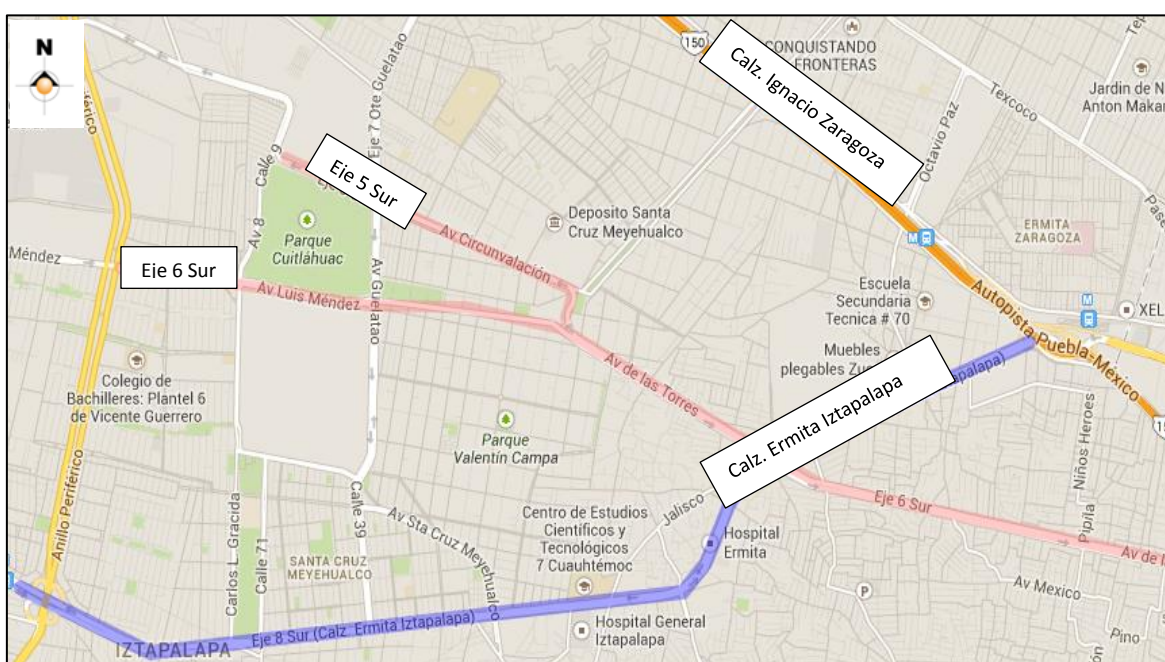 N
150
CONQUISTANDO
FRONTERAS
Calz. Ignacio Zaragoza
Texcoco
Jardin de N
Anton Makar
Octavio Paz
Eje 7 Ote Guelatao
Calle 9
Eje 5 Sur
Av 8
Parque
Cuitláhuac
Av Circunvalación
Deposito Santa
Cruz Meyehualco
ERMITA
ZARAGOZA
M
Méndez
Eje 6 Sur
Av Luis Méndez
Av Guelatao
Escuela
Secundaria
Tecnica # 70
Autopista Puebla-México
M
XEL
Muebles
plegables
Colegio de
Bachilleres: Plantel 6
de Vicente Guerrero
Av de las Torres
Calz. Ermita Iztapalapa
tapalapa)
Parque
Valentín Campa
Anillo Periférico
Niños Heroes
Pipila
Jalisco
Eje 6 Sur
Calle 39
Av Sta Cruz Meyehualco
Centro de Estudios
Científicos y
Tecnológicos
7 Cuauhtémoc
Hospital
Ermita
Carlos L. Gracida
Calle 71
SANTA CRUZ
MEYEHUALCO
Av de la
Av Mexico
P
Pino
IZTAPALAPA
Eje 8 Sur (Calz. Ermita Iztapalapa)
Hospital General
Iztapalapa